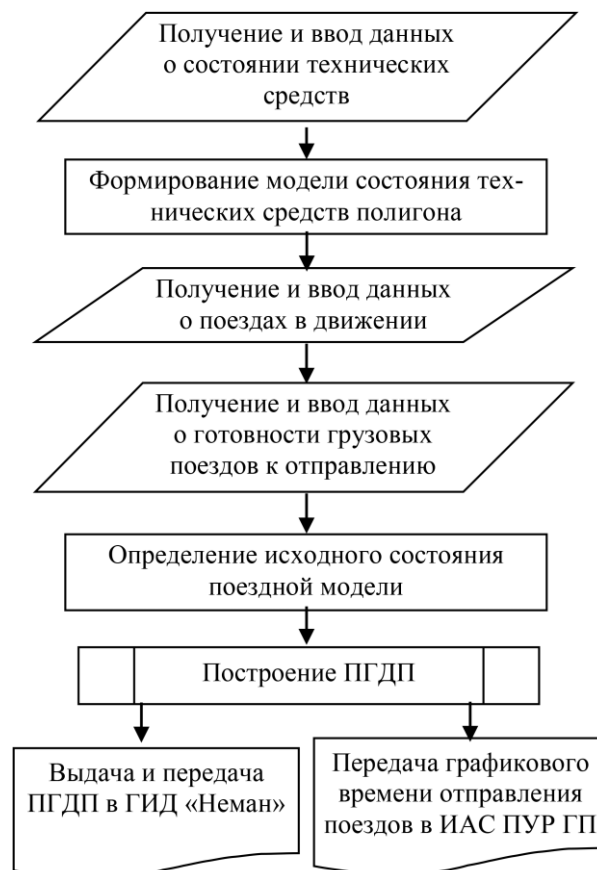 Получение и ввод данных
о состоянии технических
средств
Формирование модели состояния тех-
нических средств полигона
Получение и ввод данных
о поездах в движении
Получение и ввод данных
о готовности грузовых
поездов к отправлению
Определение исходного состояния
поездной модели
Построение ПГДП
Выдача и передача
ПГДП в ГИД «Неман»
Передача графикового
времени отправления
поездов в ИАС ПУР ГП